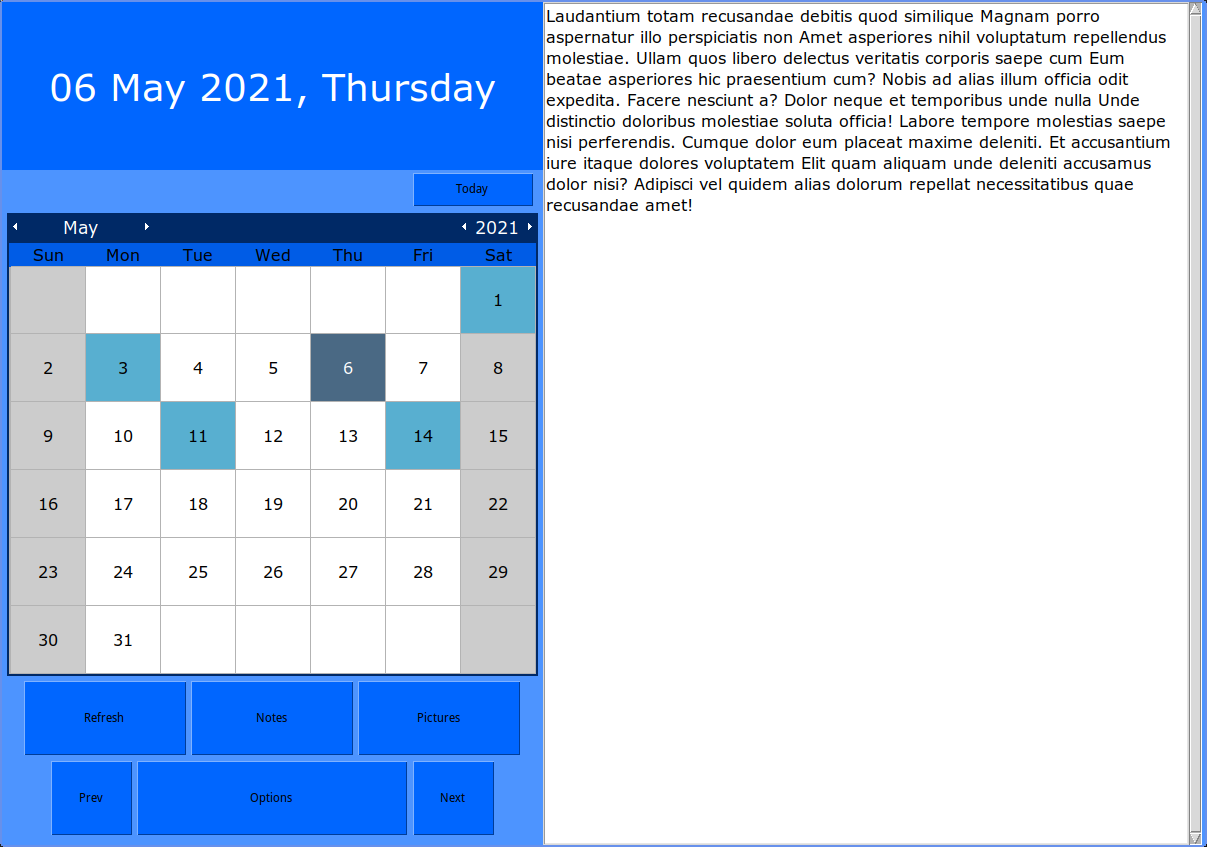 06 May 2021, Thursday
Today
May 2021
Sun Mon Tue Wed Thu Fri Sat
1
2 3 4 5 6 7 8
9 10 11 12 13 14 15
16 17 18 19 20 21 22
23 24 25 26 27 28 29
30 31
Refresh Notes Pictures
Prev Options Next
Laudantium totam recusandae debitis quod similique Magnam porro
aspernatur illo perspiciatis non Amet asperiores nihil voluptatum repellendus
molestiae. Ullam quos libero delectus veritatis corporis saepe cum Eum
beatae asperiores hic praesentium cum? Nobis ad alias illum officia odit
expedita. Facere nesciunt a? Dolor neque et temporibus unde nulla Unde
distinctio doloribus molestiae soluta officia! Labore tempore molestias saepe
nisi perferendis. Cumque dolor eum placeat maxime deleniti. Et accusantium
iure itaque dolores voluptatem Elit quam aliquam unde deleniti accusamus
dolor nisi? Adipisci vel quidem alias dolorum repellat necessitatibus quae
recusandae amet!